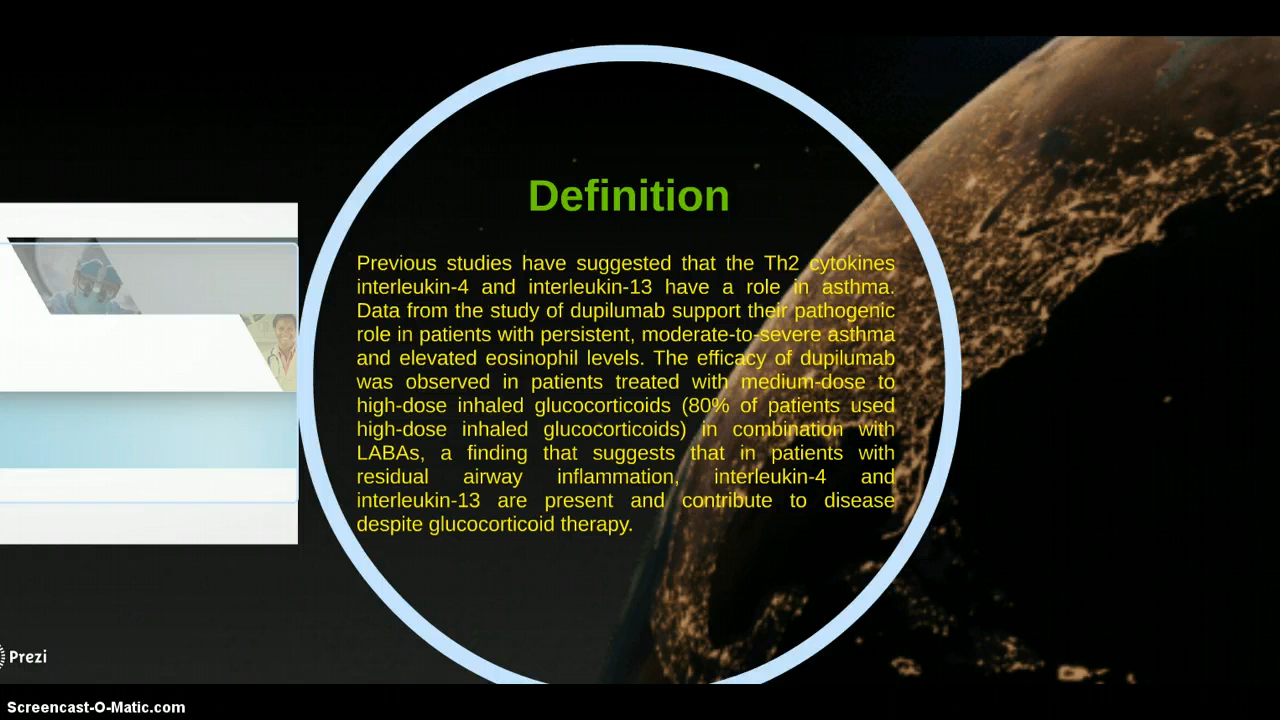 Definition
Previous studies have suggested that the Th2 cytokines
interleukin-4 and interleukin-13 have a role in asthma.
Data from the study of dupilumab support their pathogenic
role in patients with persistent, moderate-to-severe asthma
and elevated eosinophil levels. The efficacy of dupilumab
was observed in patients treated with medium-dose to
high-dose inhaled glucocorticoids (80% of patients used
high-dose inhaled glucocorticoids) in combination with
LABAs, a finding that suggests that in patients with
residual airway inflammation, interleukin-4 and
interleukin-13 are present and contribute to disease
despite glucocorticoid therapy.
Prezi
Screencast-O-Matic.com